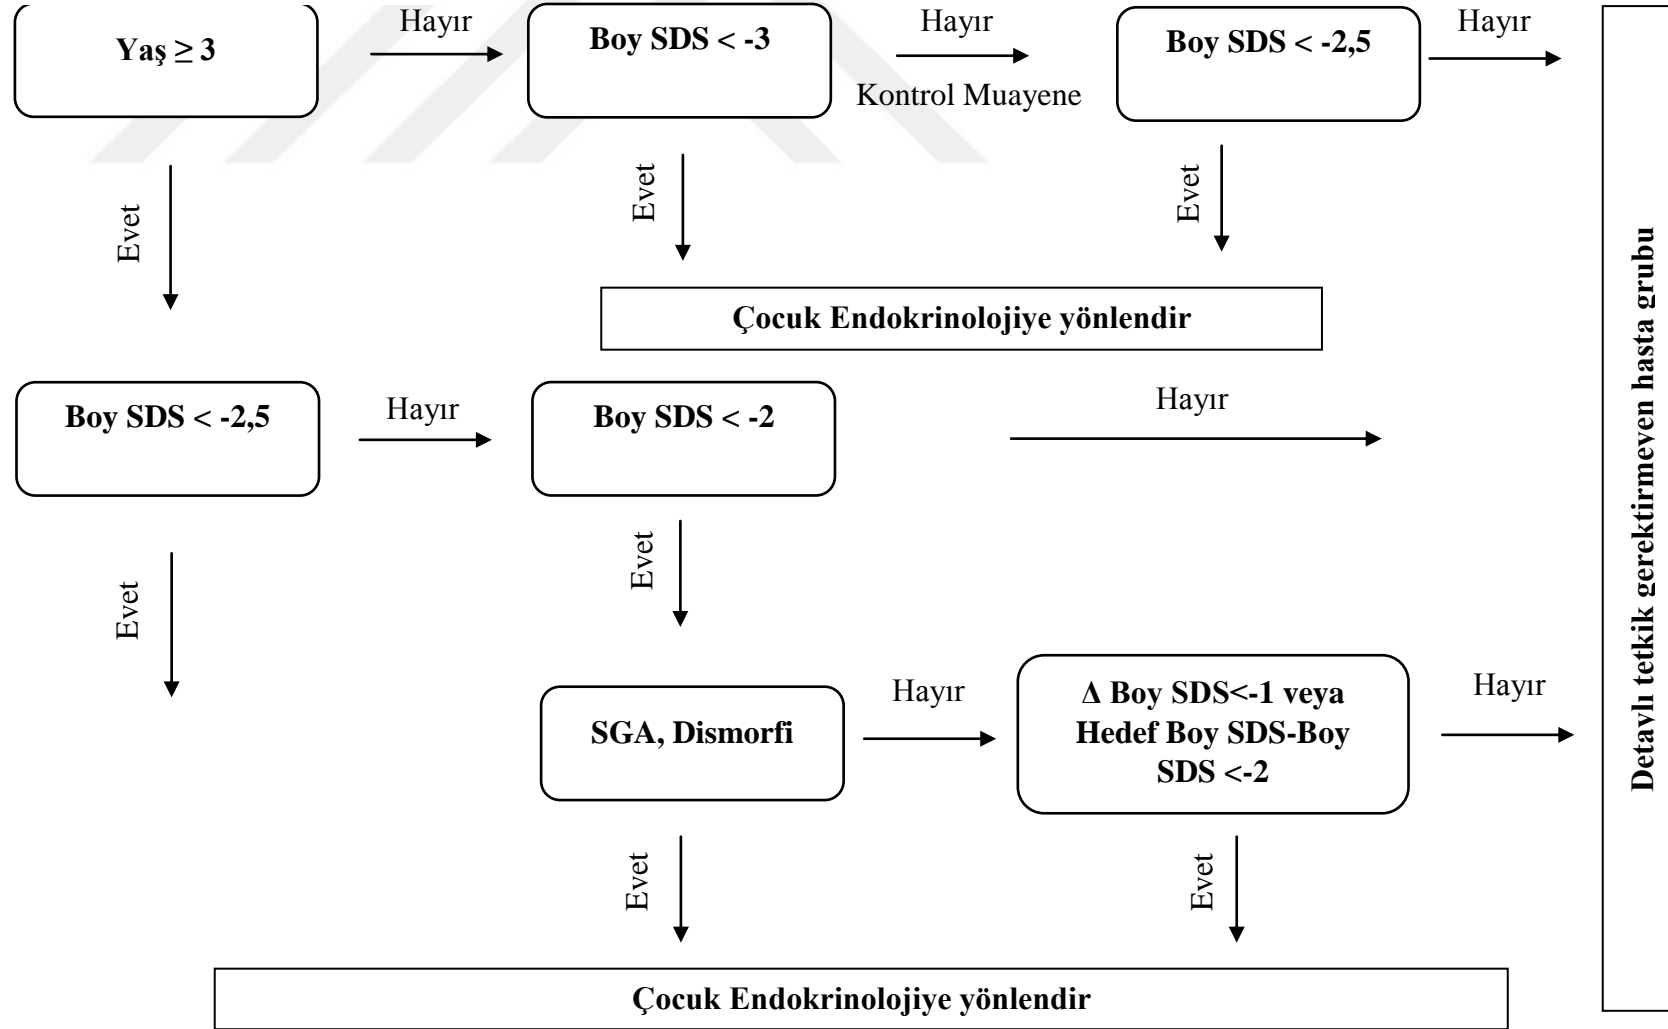 Yaş ≥ 3
Hayır
Boy SDS < -3
Hayır
Kontrol Muayene
Boy SDS < -2,5
Hayır
Evet
Evet
Evet
Çocuk Endokrinolojiye yönlendir
Boy SDS < -2,5
Hayır
Boy SDS < -2
Hayır
Evet
Evet
SGA, Dismorfi
Hayır
Δ Boy SDS<-1 veya
Hedef Boy SDS-Boy
SDS <-2
Hayır
Evet
Evet
Çocuk Endokrinolojiye yönlendir
Detaylı tetkik gerektirmeyen hasta grubu